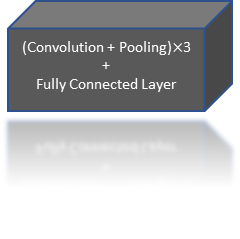 (Convolution + Pooling)×3
+
Fully Connected Layer